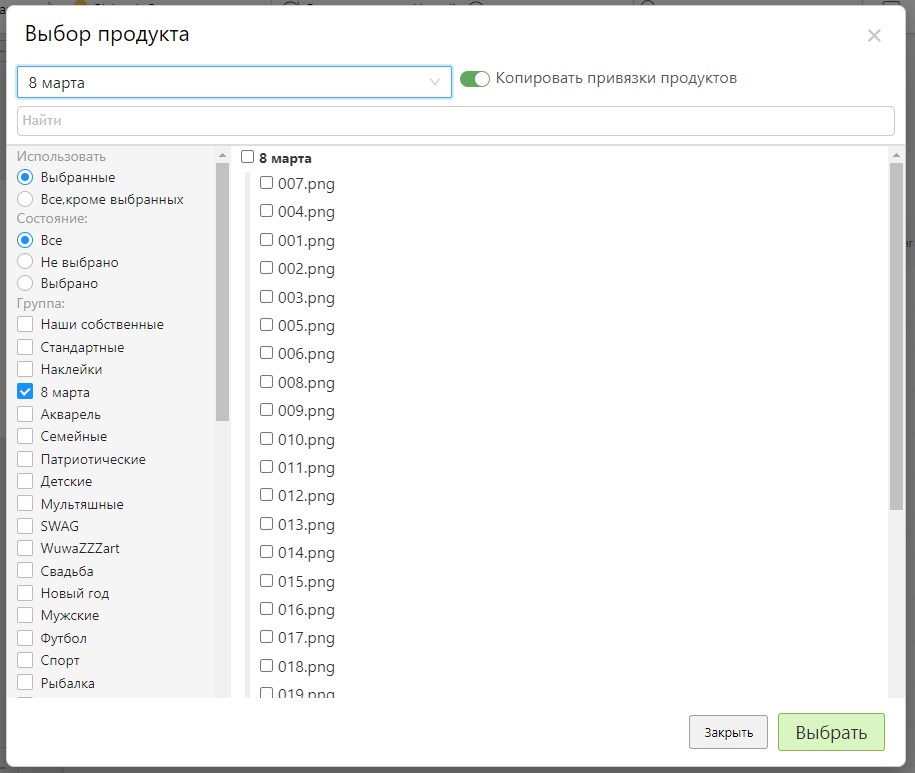 Выбор продукта
8 марта
Копировать привязки продуктов
Найти
Использовать
Выбранные
Все,кроме выбранных
Состояние:
Все
Не выбрано
Выбрано
Группа:
Наши собственные
Стандартные
Наклейки
8 марта
Акварель
Семейные
Патриотические
Детские
Мультяшные
SWAG
WuwaZZZart
Свадьба
Новый год
Мужские
Футбол
Спорт
Рыбалка
8 марта
007.png
004.png
001.png
002.png
003.png
005.png
006.png
008.png
009.png
010.png
011.png
012.png
013.png
014.png
015.png
016.png
017.png
018.png
019.png
Закрыть
Выбрать